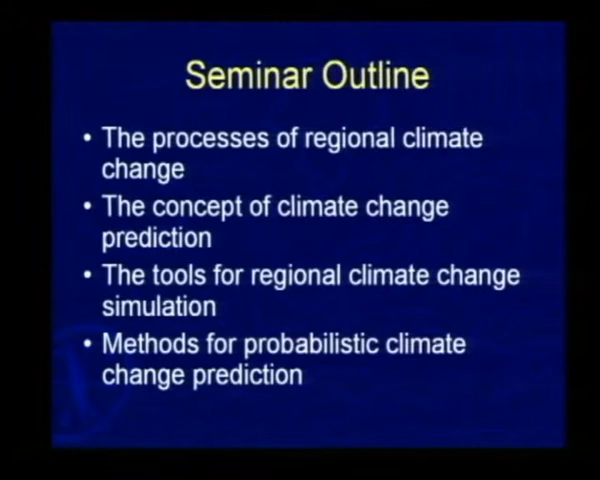 Seminar Outline
• The processes of regional climate
change
• The concept of climate change
prediction
• The tools for regional climate change
simulation
• Methods for probabilistic climate
change prediction